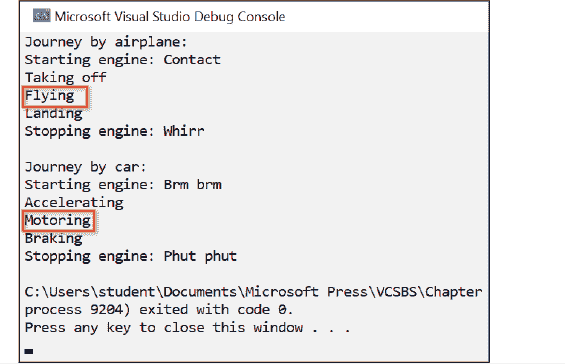 Microsoft Visual Studio Debug Console
Journey by airplane:
Starting engine: Contact
Taking off
Flying
Landing
Stopping engine: Whirr
Journey by car:
Starting engine: Brm brm
Accelerating
Motoring
Braking
Stopping engine: Phut phut
C:\Users\student\Documents\Microsoft Press\VCSBS\Chapter
process 9204) exited with code 0.
Press any key to close this window . . .